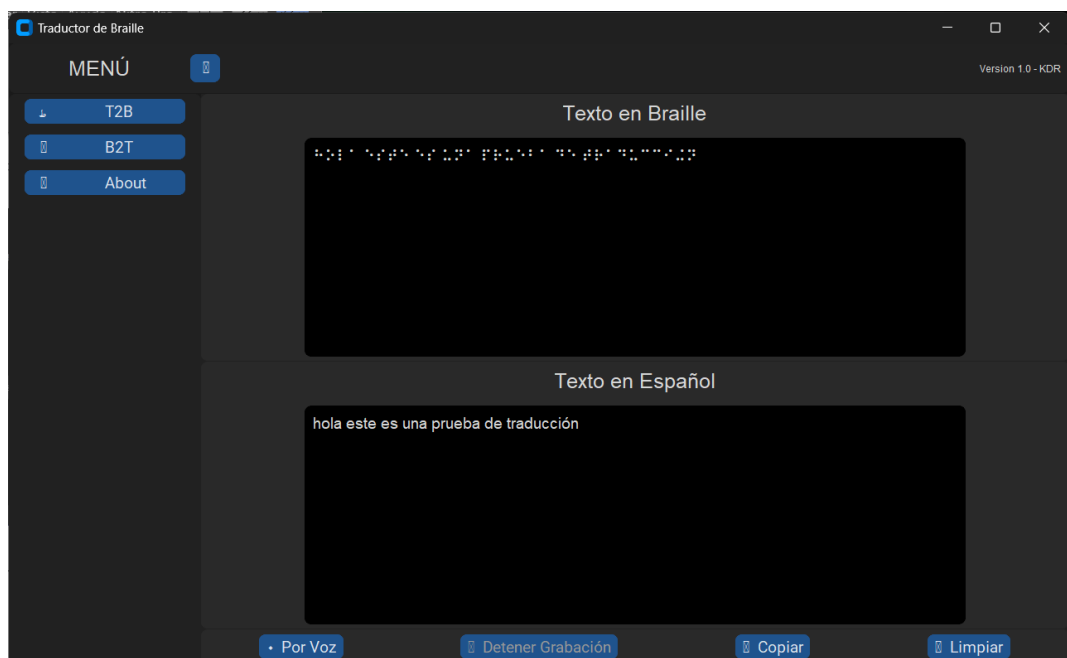 Traductor de Braille
MENÚ
Version 1.0 - KDR
T2B
B2T
About
Texto en Braille
⠓⠕⠇⠁ ⠑⠎⠞⠑ ⠑⠎ ⠥⠝⠁ ⠏⠗⠥⠑⠃⠁ ⠙⠑ ⠞⠗⠁⠙⠥⠉⠉⠊⠬⠝
Texto en Español
hola este es una prueba de traducción
Por Voz
Detener Grabación
Copiar
Limpiar